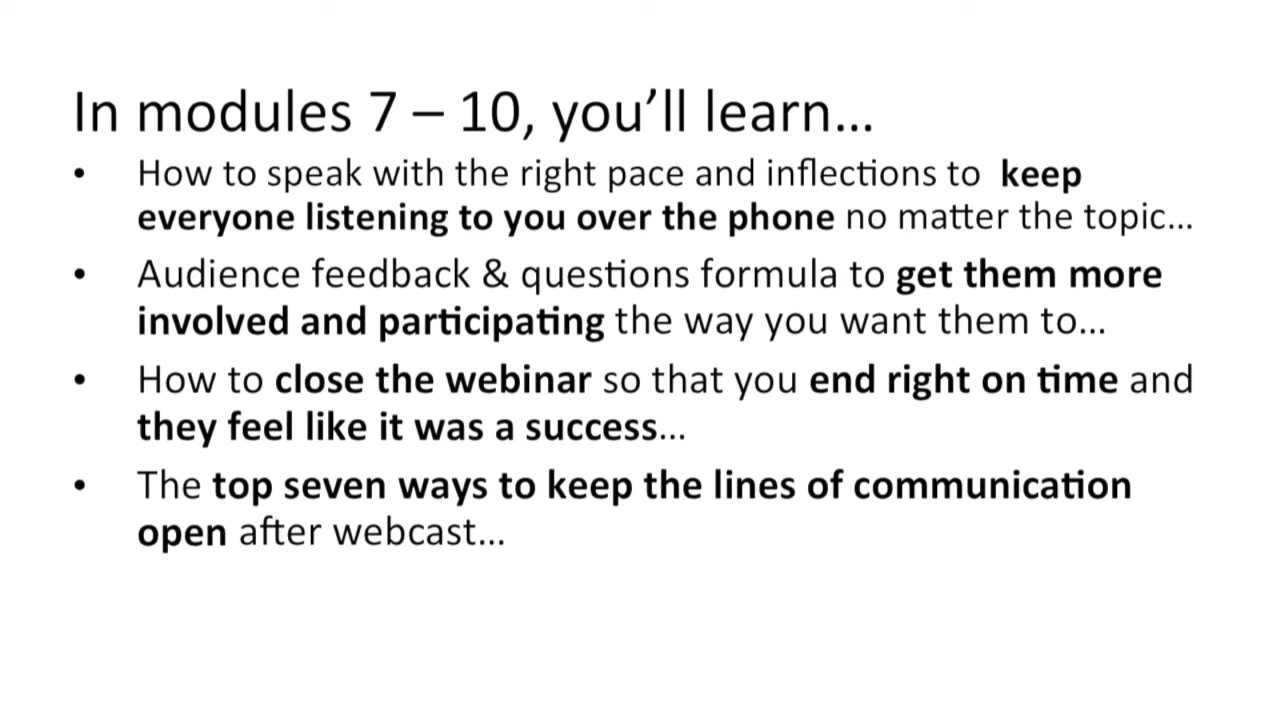 In modules 7 – 10, you’ll learn…
• How to speak with the right pace and inflections to keep
everyone listening to you over the phone no matter the topic…
• Audience feedback & questions formula to get them more
involved and participating the way you want them to…
• How to close the webinar so that you end right on time and
they feel like it was a success…
• The top seven ways to keep the lines of communication
open after webcast…